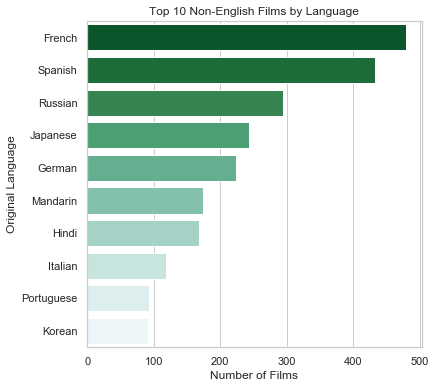 Top 10 Non-English Films by Language
Original Language
French
Spanish
Russian
Japanese
German
Mandarin
Hindi
Italian
Portuguese
Korean
0 100 200 300 400 500
Number of Films